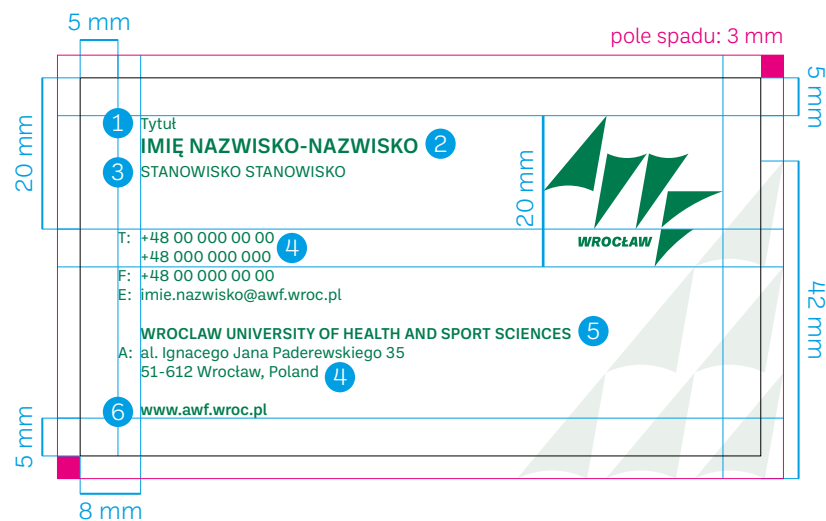 5 mm
pole spadu: 3 mm
5 mm
20 mm
1 Tytuł
IMIĘ NAZWISKO-NAZWISKO 2
3 STANOWISKO STANOWISKO
20 mm
WROCŁAW
T: +48 00 000 00 00
+48 000 000 000 4
F: +48 00 000 00 00
E: imie.nazwisko@awf.wroc.pl
42 mm
WROCLAW UNIVERSITY OF HEALTH AND SPORT SCIENCES 5
A: al. Ignacego Jana Paderewskiego 35
51-612 Wrocław, Poland 4
6 www.awf.wroc.pl
5 mm
8 mm